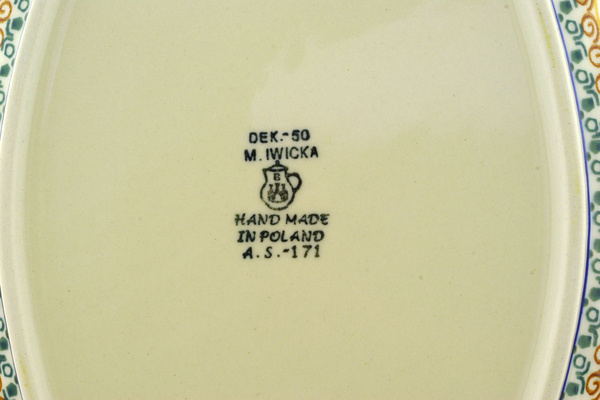 DEK.-50
M. IWICKA
B
HAND MADE
IN POLAND
A.S.-171